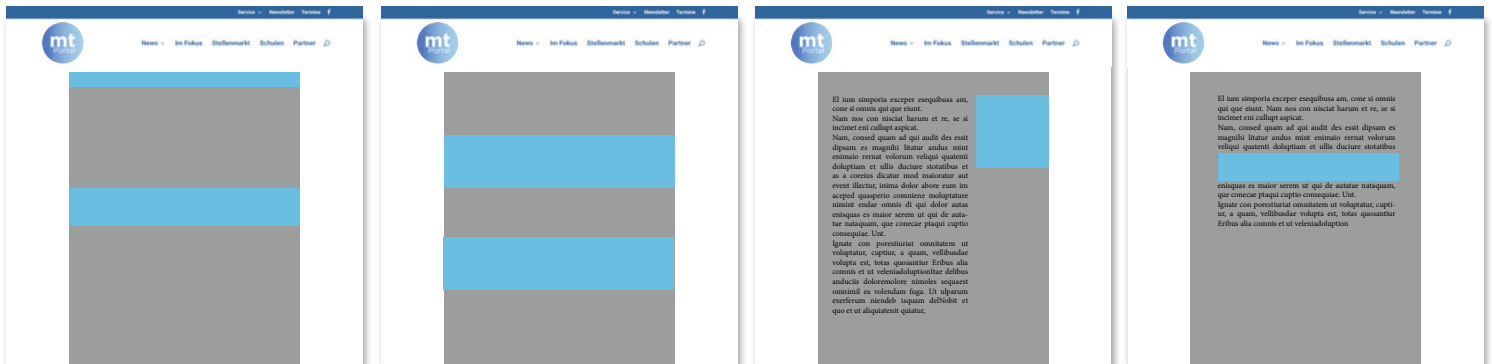 Service Newsletter Termine f
mt
Portal
News Im Fokus Stellenmarkt Schulen Partner
Service Newsletter Termine f
mt
Portal
News Im Fokus Stellenmarkt Schulen Partner
Service Newsletter Termine f
mt
Portal
News Im Fokus Stellenmarkt Schulen Partner
El ium simporia exceper esequibusa am,
cone si omnis qui que eiunt.
Nam nos con nisciat harum et re, se si
incimet eni cullupt aspicat.
Nam, consed quam ad qui audit des essit
dipsam es magnihi litatur andus mint
enimaio rernat volorum veliqui quatenti
doluptiam et ullis duciure stotatibus et
as a coreius dicatur mod maioratur aut
event illectur, inima dolor abore eum im
aceped quasperio comniene moluptature
nimint endae omnis di qui dolor autas
enisquas es maior serem ut qui de auta-
tae nataquam, que conecae ptaqui cuptio
consequiae. Unt.
Ignate con porestiuriat omnitatem ut
voluptatur, cuptiur, a quam, vellibusdae
volupta est, totas quosantiur Eribus alia
comnis et ut veleniadoluptionItae delibus
anduciis doloremolore nimoles sequaest
omnimil ea volendam fuga. Ut ulparum
exerferum niendeb isquam delNobit et
quo et ut aliquiatenit quiatur,
Service Newsletter Termine f
mt
Portal
News Im Fokus Stellenmarkt Schulen Partner
El ium simporia exceper esequibusa am, cone si omnis
qui que eiunt. Nam nos con nisciat harum et re, se si
incimet eni cullupt aspicat.
Nam, consed quam ad qui audit des essit dipsam es
magnihi litatur andus mint enimaio rernat volorum
veliqui quatenti doluptiam et ullis duciure stotatibus
enisquas es maior serem ut qui de autatae nataquam,
que conecae ptaqui cuptio consequiae. Unt.
Ignate con porestiuriat omnitatem ut voluptatur, cupti-
ur, a quam, vellibusdae volupta est, totas quosantiur
Eribus alia comnis et ut veleniadoluption